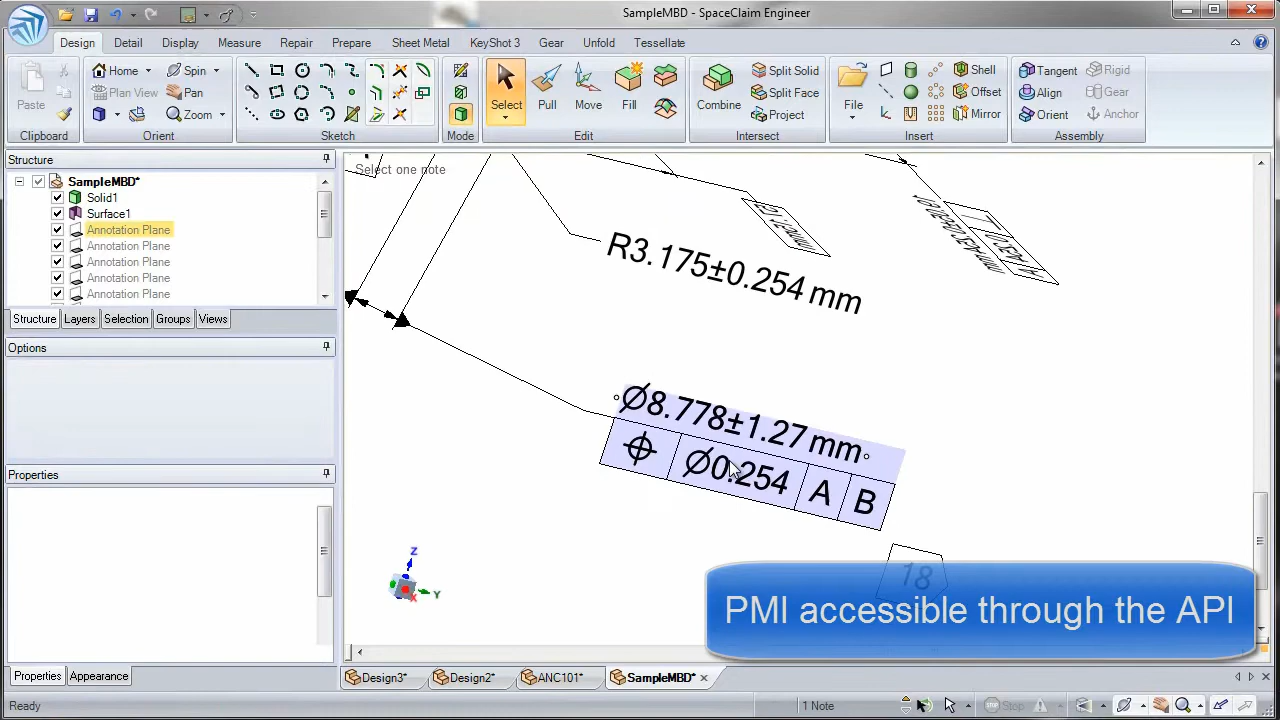 SampleMBD - SpaceClaim Engineer
Design Detail Display Measure Repair Prepare Sheet Metal KeyShot 3 Gear Unfold Tessellate
Home Spin
Plan View Pan
Zoom
Paste
Select Pull Move Fill
Combine
Split Solid
Split Face
Project
File
Shell
Offset
Mirror
Tangent Rigid
Align Gear
Orient Anchor
Clipboard Orient Sketch Mode Edit Intersect Insert Assembly
Structure
SampleMBD*
Solid1
Surface1
Annotation Plane
Annotation Plane
Annotation Plane
Annotation Plane
Annotation Plane
Structure Layers Selection Groups Views
Options
Properties
Properties Appearance
Select one note
R3.175±0.254 mm
Ø8.778±1.27 mm
Ø0.254 A B
18
Z
Y
X
PMI accessible through the API
Design3* Design2* ANC101* SampleMBD*
Ready
1 Note
Stop